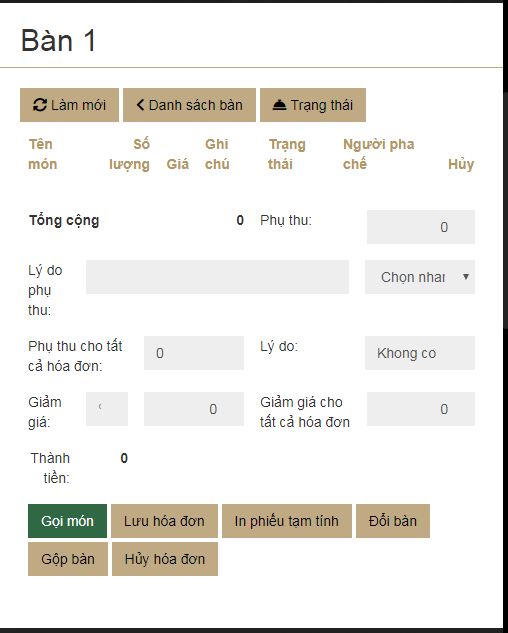 Bàn 1
Làm mới Danh sách bàn Trạng thái
Tên Số Ghi Trạng Người pha
món lượng Giá chú thái chế Hủy
Tổng cộng 0 Phụ thu: 0
Lý do
phụ
thu:
Chọn nhan
Phụ thu cho tất
cả hóa đơn:
0 Lý do: Khong co
Giảm
giá:
0
Giảm giá cho
tất cả hóa đơn
0
Thành
tiền:
0
Gọi món Lưu hóa đơn In phiếu tạm tính Đổi bàn
Gộp bàn Hủy hóa đơn